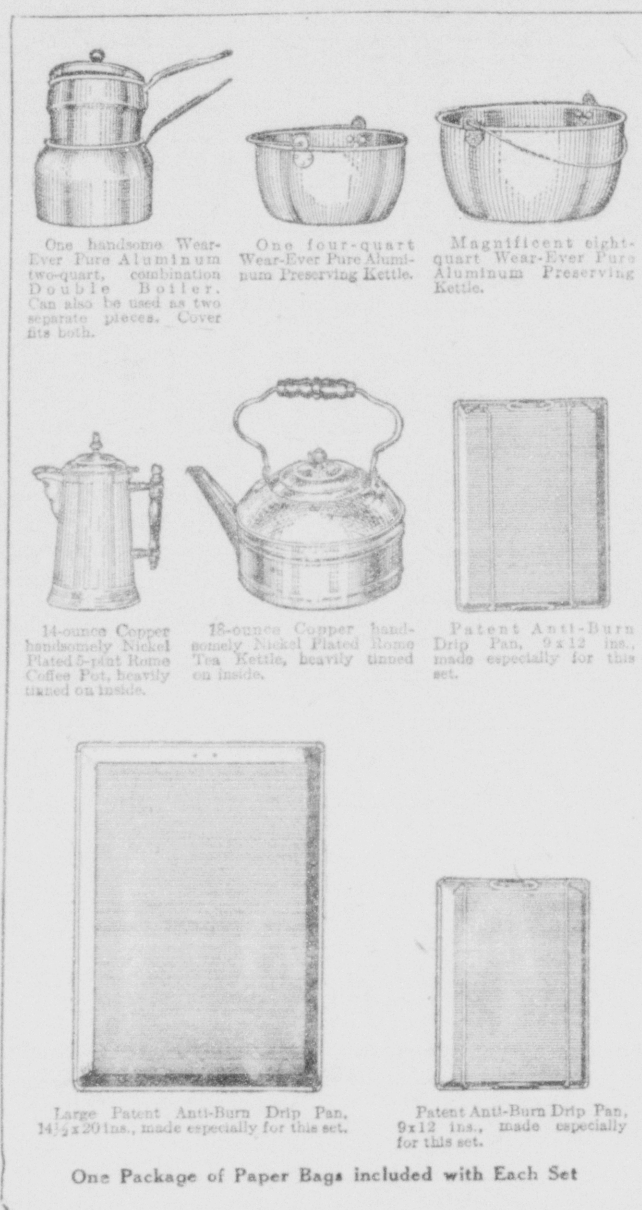 One handsome Wear-
Ever Pure Aluminum
two-quart, combination
Double Boiler.
Can also be used as two
separate pieces. Cover
fits both.
One four-quart
Wear-Ever Pure Alumi-
num Preserving Kettle.
Magnificent eight-
quart Wear-Ever Pure
Aluminum Preserving
Kettle.
14-ounce Copper
handsomely Nickel
Plated 5-pint Rome
Coffee Pot, heavily
tinned on inside.
18-ounce Copper hand-
somely Nickel Plated Rome
Tea Kettle, heavily tinned
on inside.
Patent Anti-Burn
Drip Pan, 9x12 ins.,
made especially for this
set.
Large Patent Anti-Burn Drip Pan,
14½x20 ins., made especially for this set.
Patent Anti-Burn Drip Pan,
9x12 ins., made especially
for this set.
One Package of Paper Bags included with Each Set